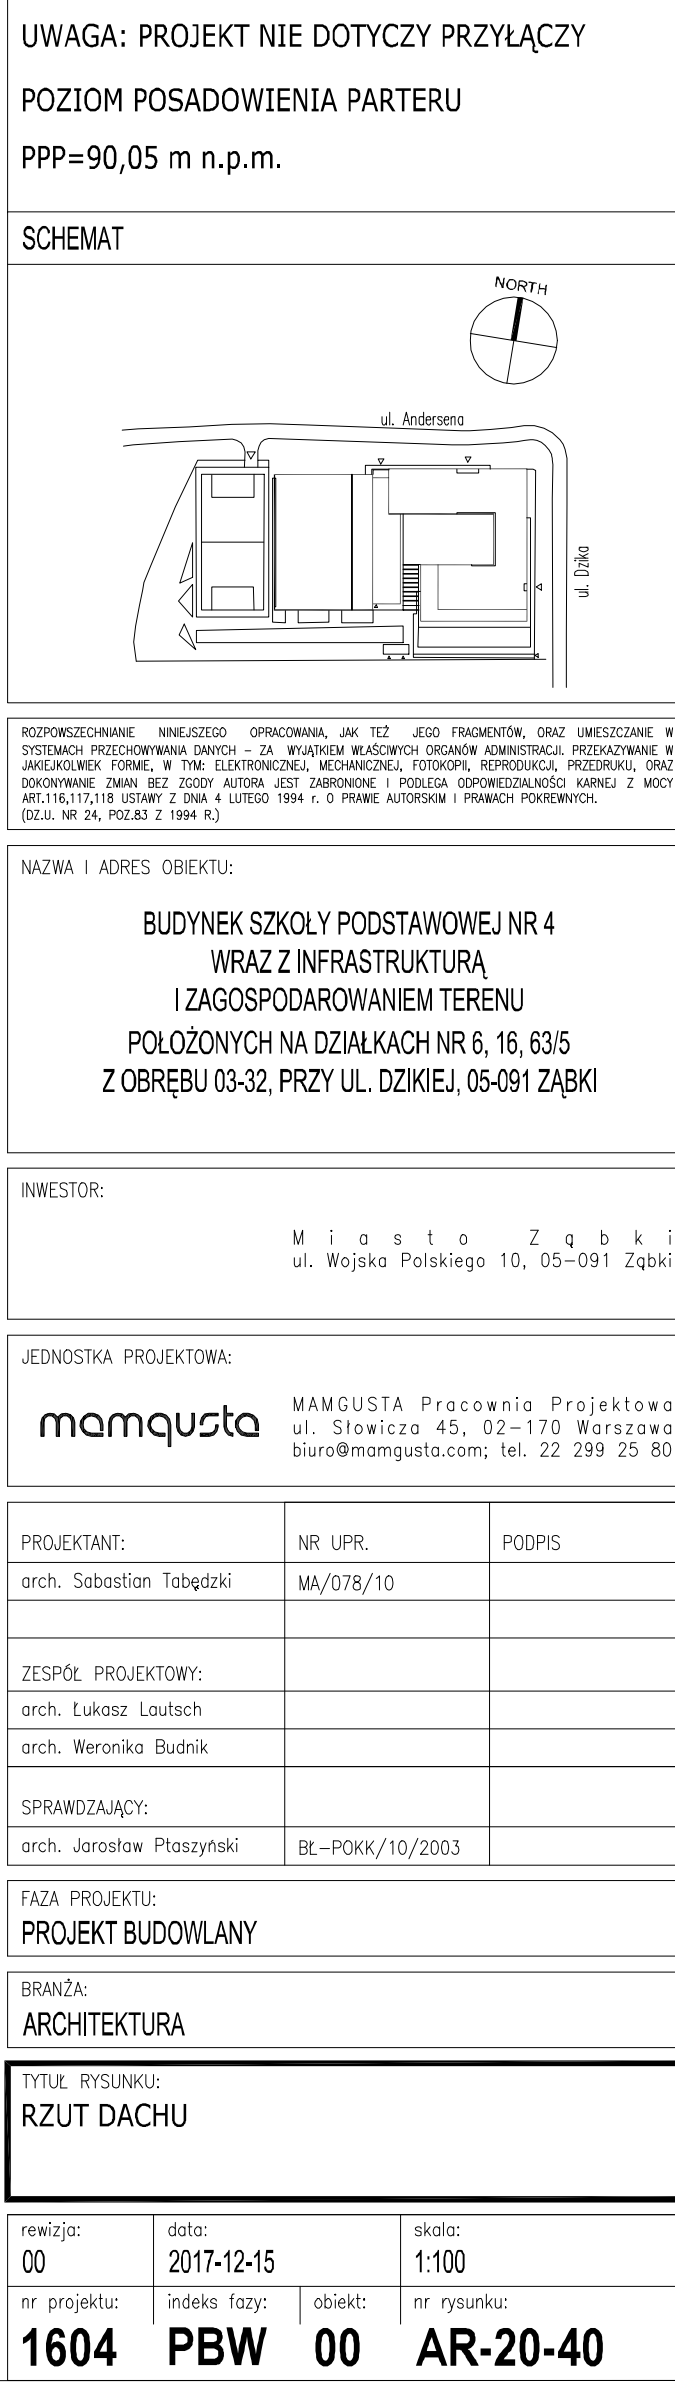 UWAGA: PROJEKT NIE DOTYCZY PRZYŁĄCZY
POZIOM POSADOWIENIA PARTERU
PPP=90,05 m n.p.m.
SCHEMAT
NORTH
ul. Andersena
ul. Dzika
ROZPOWSZECHNIANIE NINIEJSZEGO OPRACOWANIA, JAK TEŻ JEGO FRAGMENTÓW, ORAZ UMIESZCZANIE W
SYSTEMACH PRZECHOWYWANIA DANYCH – ZA WYJĄTKIEM WŁAŚCIWYCH ORGANÓW ADMINISTRACJI. PRZEKAZYWANIE W
JAKIEJKOLWIEK FORMIE, W TYM: ELEKTRONICZNEJ, MECHANICZNEJ, FOTOKOPII, REPRODUKCJI, PRZEDRUKU, ORAZ
DOKONYWANIE ZMIAN BEZ ZGODY AUTORA JEST ZABRONIONE I PODLEGA ODPOWIEDZIALNOŚCI KARNEJ Z MOCY
ART.116,117,118 USTAWY Z DNIA 4 LUTEGO 1994 r. O PRAWIE AUTORSKIM I PRAWACH POKREWNYCH.
(DZ.U. NR 24, POZ.83 Z 1994 R.)
NAZWA I ADRES OBIEKTU:
BUDYNEK SZKOŁY PODSTAWOWEJ NR 4
WRAZ Z INFRASTRUKTURĄ
I ZAGOSPODAROWANIEM TERENU
POŁOŻONYCH NA DZIAŁKACH NR 6, 16, 63/5
Z OBRĘBU 03-32, PRZY UL. DZIKIEJ, 05-091 ZĄBKI
INWESTOR:
Miasto Ząbki
ul. Wojska Polskiego 10, 05–091 Ząbki
JEDNOSTKA PROJEKTOWA:
mamgusta
MAMGUSTA Pracownia Projektowa
ul. Słowicza 45, 02–170 Warszawa
biuro@mamgusta.com; tel. 22 299 25 80
PROJEKTANT: NR UPR. PODPIS
arch. Sabastian Tabędzki MA/078/10
ZESPÓŁ PROJEKTOWY:
arch. Łukasz Lautsch
arch. Weronika Budnik
SPRAWDZAJĄCY:
arch. Jarosław Ptaszyński BŁ–POKK/10/2003
FAZA PROJEKTU:
PROJEKT BUDOWLANY
BRANŻA:
ARCHITEKTURA
TYTUŁ RYSUNKU:
RZUT DACHU
rewizja: data: skala:
00 2017-12-15 1:100
nr projektu: indeks fazy: obiekt: nr rysunku:
1604 PBW 00 AR-20-40